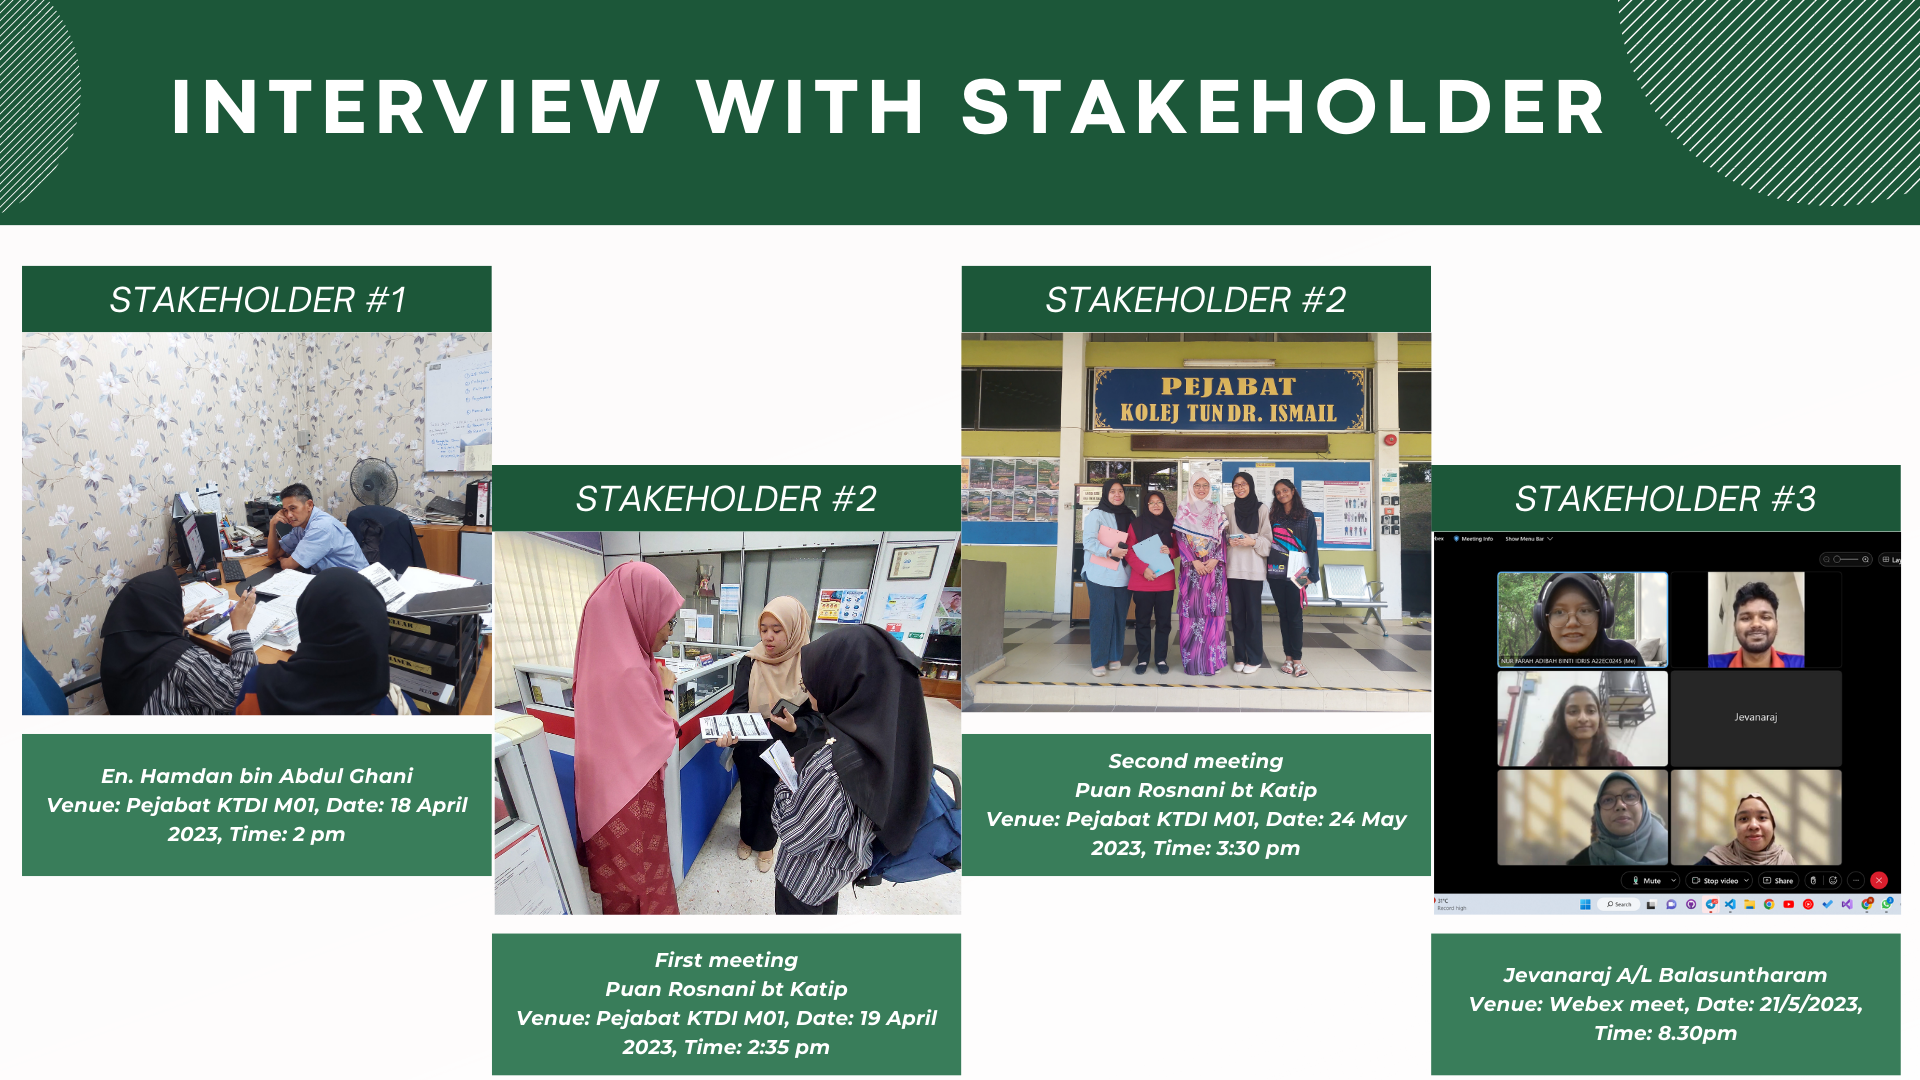 INTERVIEW WITH STAKEHOLDER
STAKEHOLDER #1
En. Hamdan bin Abdul Ghani
Venue: Pejabat KTDI M01, Date: 18 April
2023, Time: 2 pm
STAKEHOLDER #2
First meeting
Puan Rosnani bt Katip
Venue: Pejabat KTDI M01, Date: 19 April
2023, Time: 2:35 pm
STAKEHOLDER #2
PEJABAT
KOLEJ TUN DR. ISMAIL
Second meeting
Puan Rosnani bt Katip
Venue: Pejabat KTDI M01, Date: 24 May
2023, Time: 3:30 pm
STAKEHOLDER #3
Meeting Info
Show Menu Bar
NUR FARAH ADIBAH BINTI IDRIS A22EC0245 (Me)
Jevanaraj
Mute
Stop video
Share
31°C
Record high
Search
Jevanaraj A/L Balasuntharam
Venue: Webex meet, Date: 21/5/2023,
Time: 8.30pm